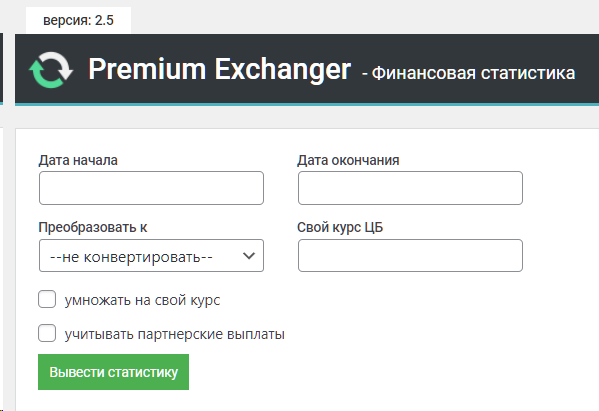 версия: 2.5
Premium Exchanger - Финансовая статистика
Дата начала Дата окончания
Преобразовать к Свой курс ЦБ
--не конвертировать--
умножать на свой курс
учитывать партнерские выплаты
Вывести статистику